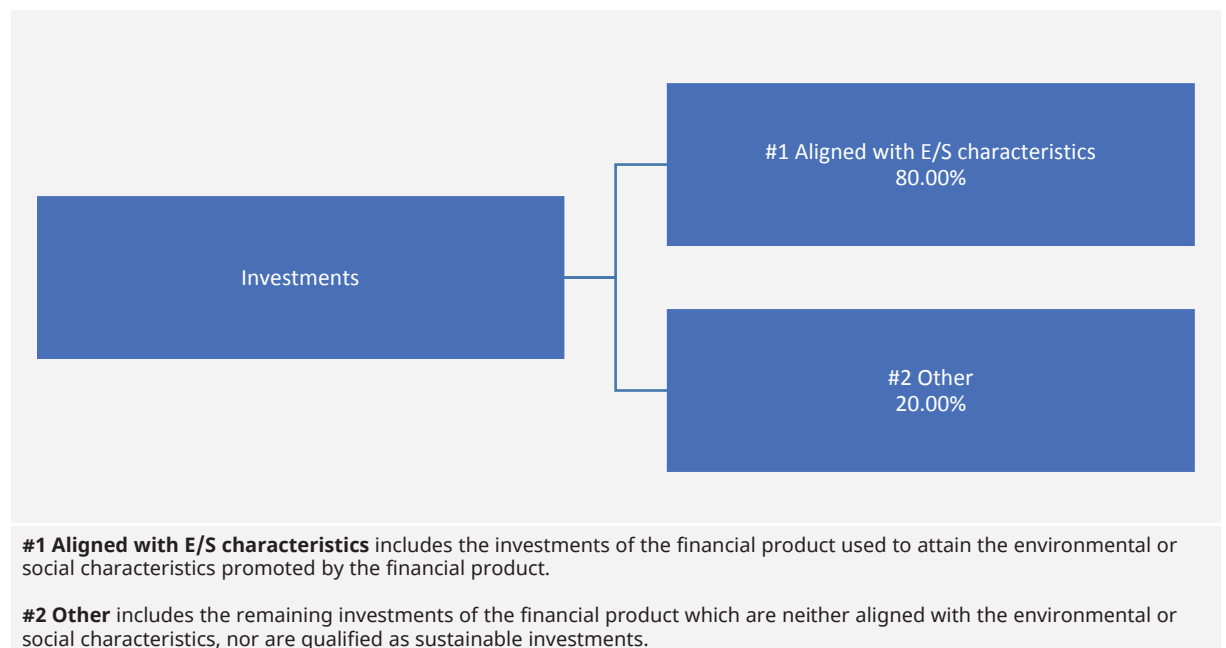 Investments
#1 Aligned with E/S characteristics
80.00%
#2 Other
20.00%
#1 Aligned with E/S characteristics includes the investments of the financial product used to attain the environmental or
social characteristics promoted by the financial product.
#2 Other includes the remaining investments of the financial product which are neither aligned with the environmental or
social characteristics, nor are qualified as sustainable investments.